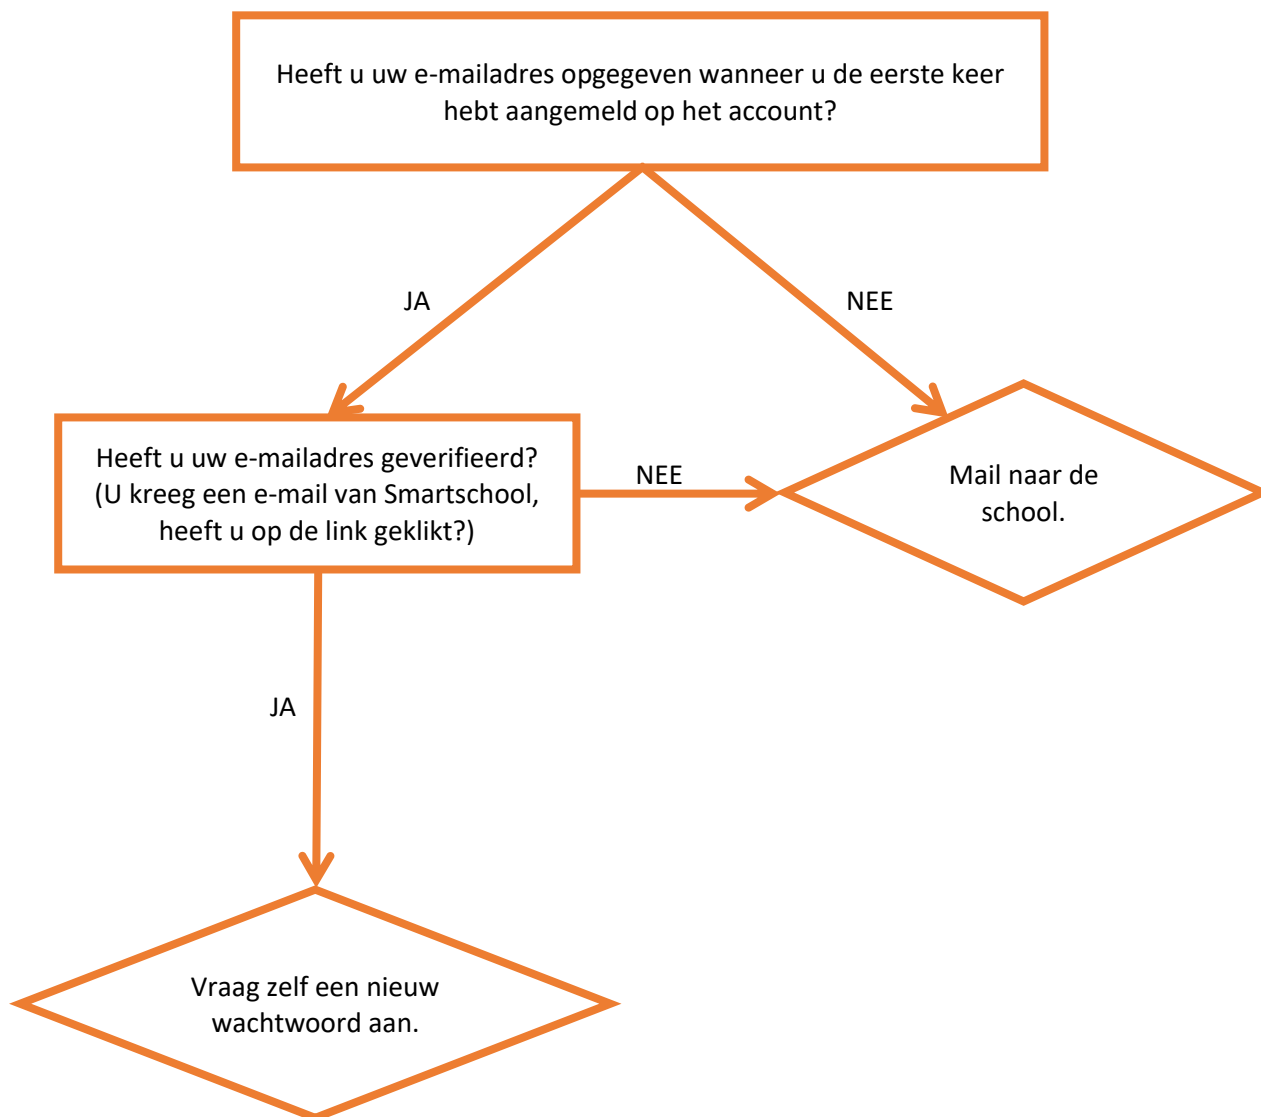 Heeft u uw e-mailadres opgegeven wanneer u de eerste keer
hebt aangemeld op het account?
JA
NEE
Heeft u uw e-mailadres geverifieerd?
(U kreeg een e-mail van Smartschool,
heeft u op de link geklikt?)
NEE
Mail naar de
school.
JA
Vraag zelf een nieuw
wachtwoord aan.